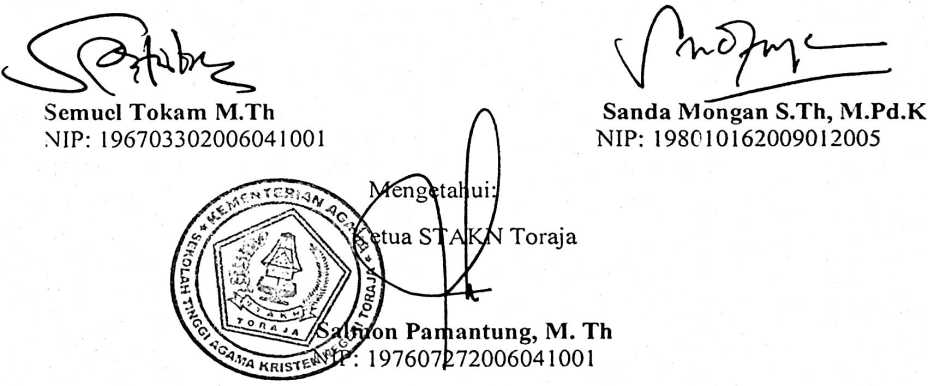 Semuel Tokam M.Th
NIP: 196703302006041001
Sanda Mongan S.Th, M.Pd.K
NIP: 198010162009012005
Mengetahui:
Ketua STAKN Toraja
KEMENTERIAN AGAMA
SEKOLAH TINGGI AGAMA KRISTEN NEGERI TORAJA
STAKN
TORAJA
Salmon Pamantung, M. Th
NIP: 197607272006041001